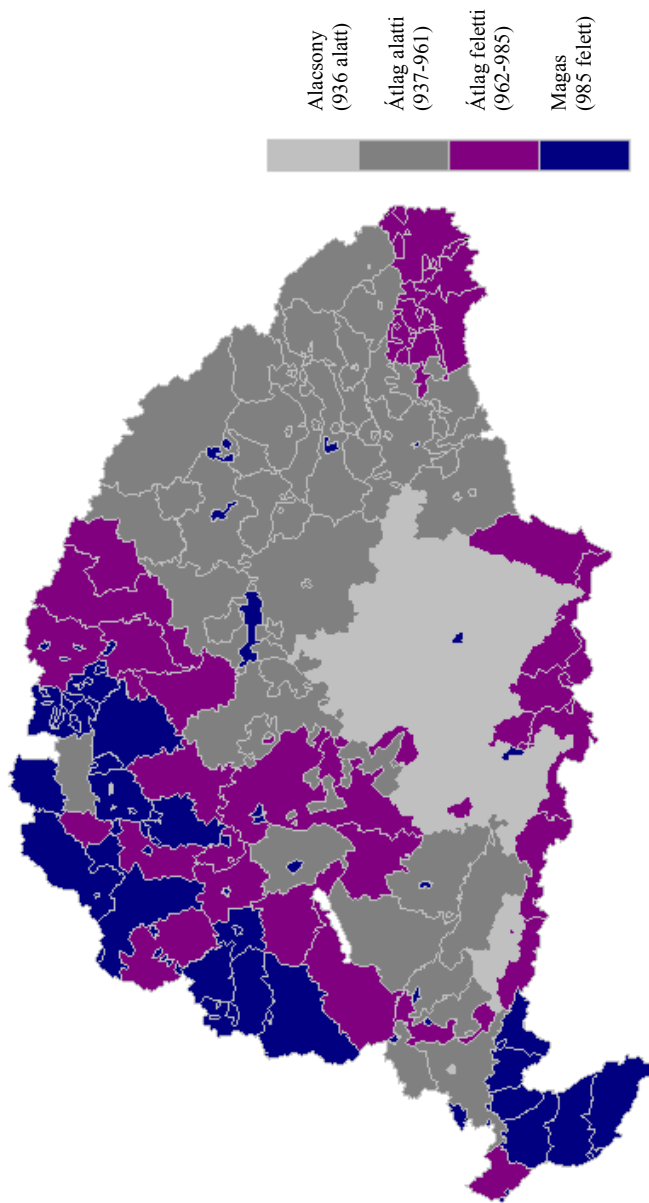 Alacsony
(936 alatt)
Átlag alatti
(937-961)
Átlag feletti
(962-985)
Magas
(985 felett)